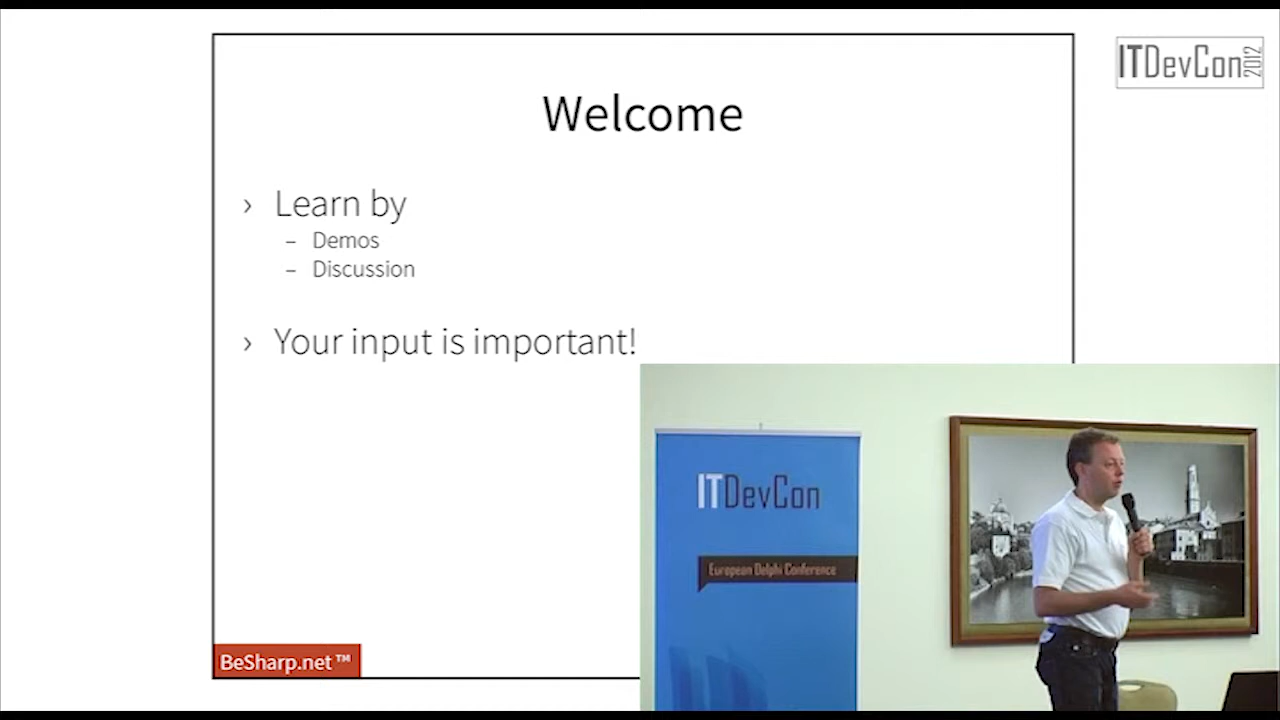 Welcome
ITDevCon 2012
› Learn by
– Demos
– Discussion
› Your input is important!
BeSharp.net™
ITDevCon
European Delphi Conference